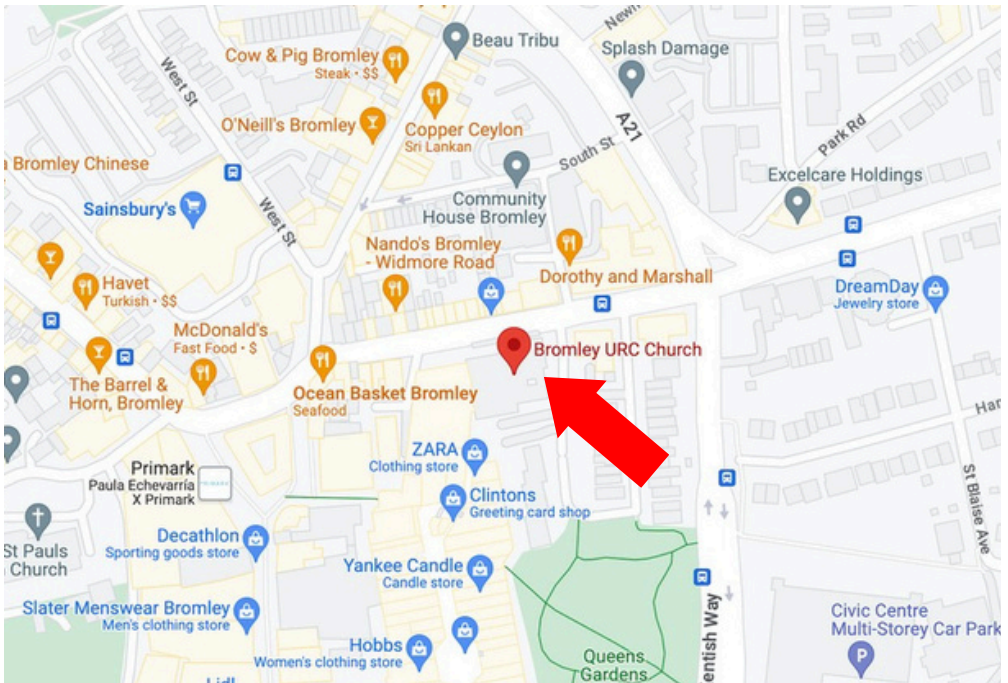 Newm
Beau Tribu
Splash Damage
Cow & Pig Bromley
Steak · $$
West St
O'Neill's Bromley
Copper Ceylon
Sri Lankan
A21
South St
Park Rd
a Bromley Chinese
Excelcare Holdings
Community
House Bromley
Sainsbury's
West St
Nando's Bromley
- Widmore Road
Dorothy and Marshall
DreamDay
Jewelry store
Havet
Turkish · $$
McDonald's
Fast Food · $
Bromley URC Church
The Barrel &
Horn, Bromley
Ocean Basket Bromley
Seafood
Har
ZARA
Clothing store
Primark
Paula Echevarría
X Primark
PRIMARK
Clintons
Greeting card shop
St Blaise Ave
St Pauls
Church
Decathlon
Sporting goods store
Yankee Candle
Candle store
Slater Menswear Bromley
Men's clothing store
Civic Centre
Multi-Storey Car Park
P
Hobbs
Women's clothing store
Queens
Gardens
entish Way
Lidl